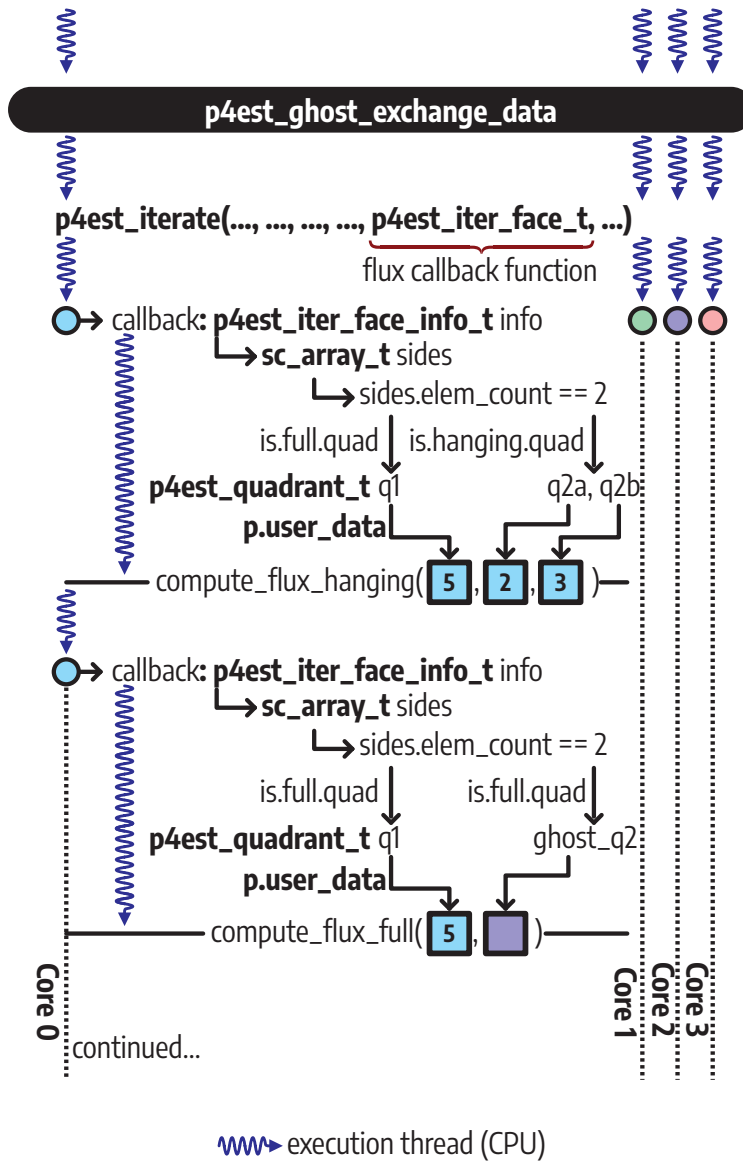 p4est_ghost_exchange_data
p4est_iterate(..., ..., ..., ..., p4est_iter_face_t, ...)
flux callback function
callback: p4est_iter_face_info_t info
sc_array_t sides
sides.elem_count == 2
is.full.quad is.hanging.quad
p4est_quadrant_t q1 q2a, q2b
p.user_data
compute_flux_hanging( 5 , 2 , 3 )
callback: p4est_iter_face_info_t info
sc_array_t sides
sides.elem_count == 2
is.full.quad is.full.quad
p4est_quadrant_t q1 ghost_q2
p.user_data
compute_flux_full( 5 , )
Core 0
Core 1
Core 2
Core 3
continued...
execution thread (CPU)